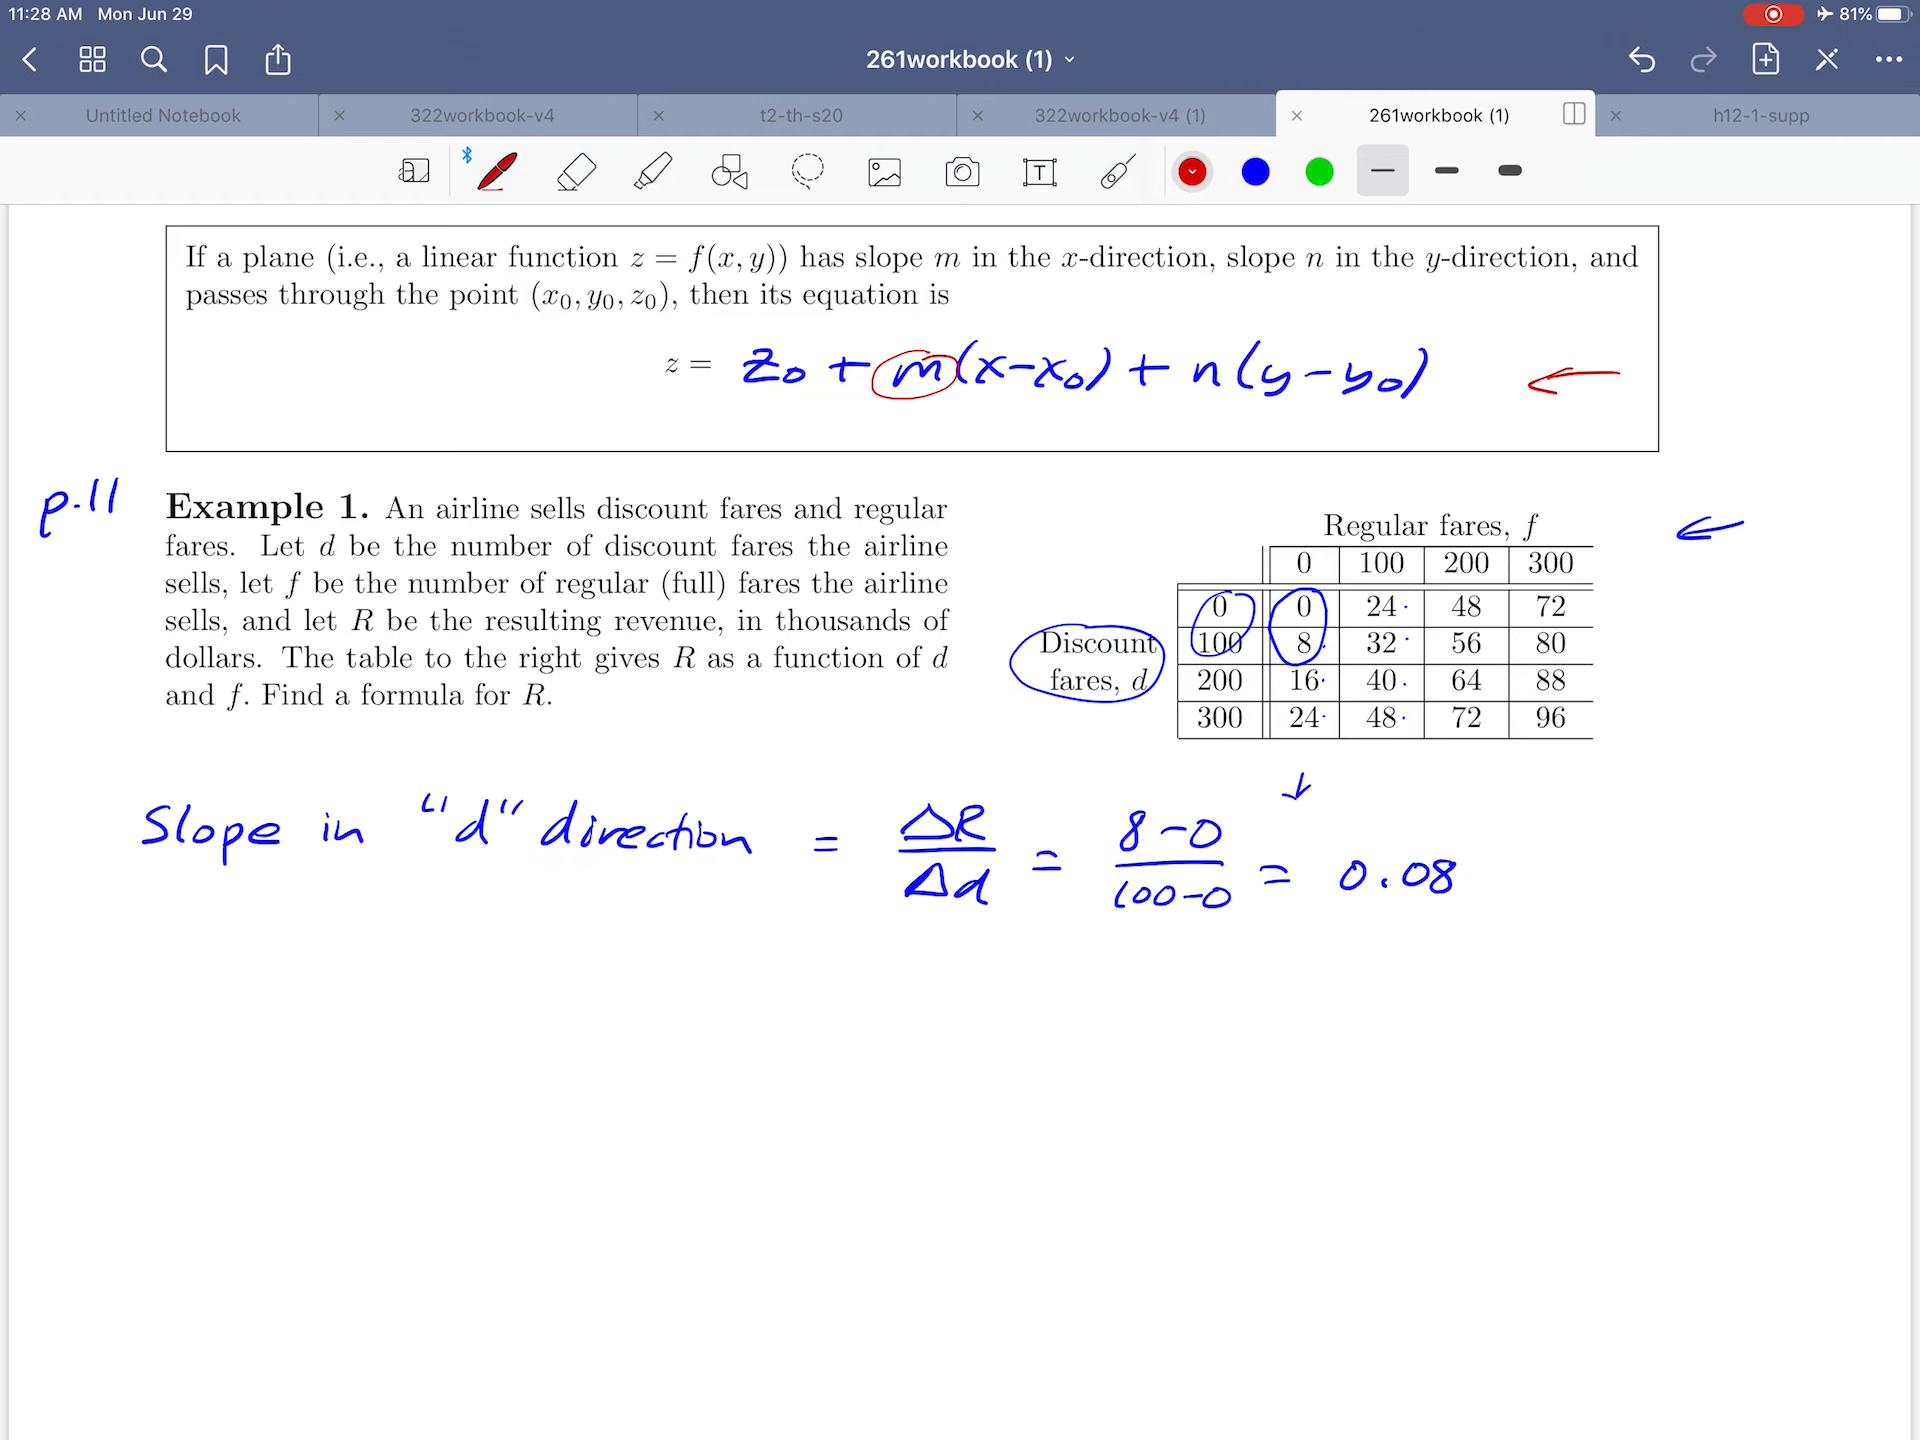 11:28 AM Mon Jun 29 81%
261workbook (1)
Untitled Notebook 322workbook-v4 t2-th-s20 322workbook-v4 (1) 261workbook (1) h12-1-supp
If a plane (i.e., a linear function z = f(x, y)) has slope m in the x-direction, slope n in the y-direction, and
passes through the point (x₀, y₀, z₀), then its equation is
z = z₀ + m(x-x₀) + n(y-y₀)
p.11
Example 1. An airline sells discount fares and regular
fares. Let d be the number of discount fares the airline
sells, let f be the number of regular (full) fares the airline
sells, and let R be the resulting revenue, in thousands of
dollars. The table to the right gives R as a function of d
and f. Find a formula for R.
Regular fares, f
0 100 200 300
0 0 24 48 72
Discount 100 8 32 56 80
fares, d 200 16 40 64 88
300 24 48 72 96
Slope in "d" direction = ΔR/Δd = 8-0/100-0 = 0.08